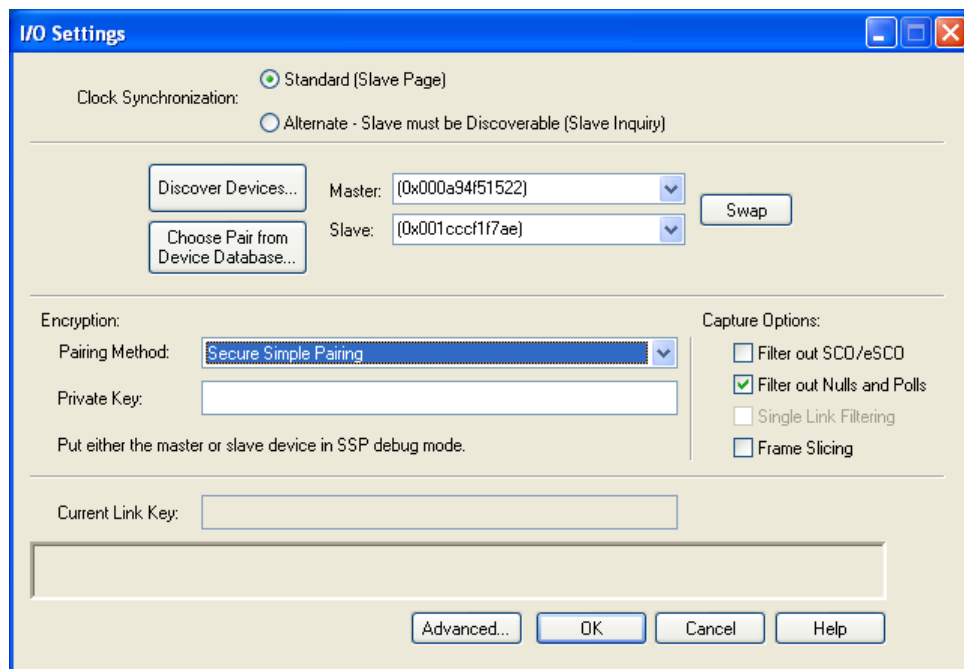 I/O Settings
Clock Synchronization:
Standard (Slave Page)
Alternate - Slave must be Discoverable (Slave Inquiry)
Discover Devices...
Choose Pair from
Device Database...
Master:
(0x000a94f51522)
Slave:
(0x001cccf1f7ae)
Swap
Encryption:
Pairing Method:
Secure Simple Pairing
Private Key:
Put either the master or slave device in SSP debug mode.
Capture Options:
Filter out SCO/eSCO
Filter out Nulls and Polls
Single Link Filtering
Frame Slicing
Current Link Key:
Advanced...
OK
Cancel
Help